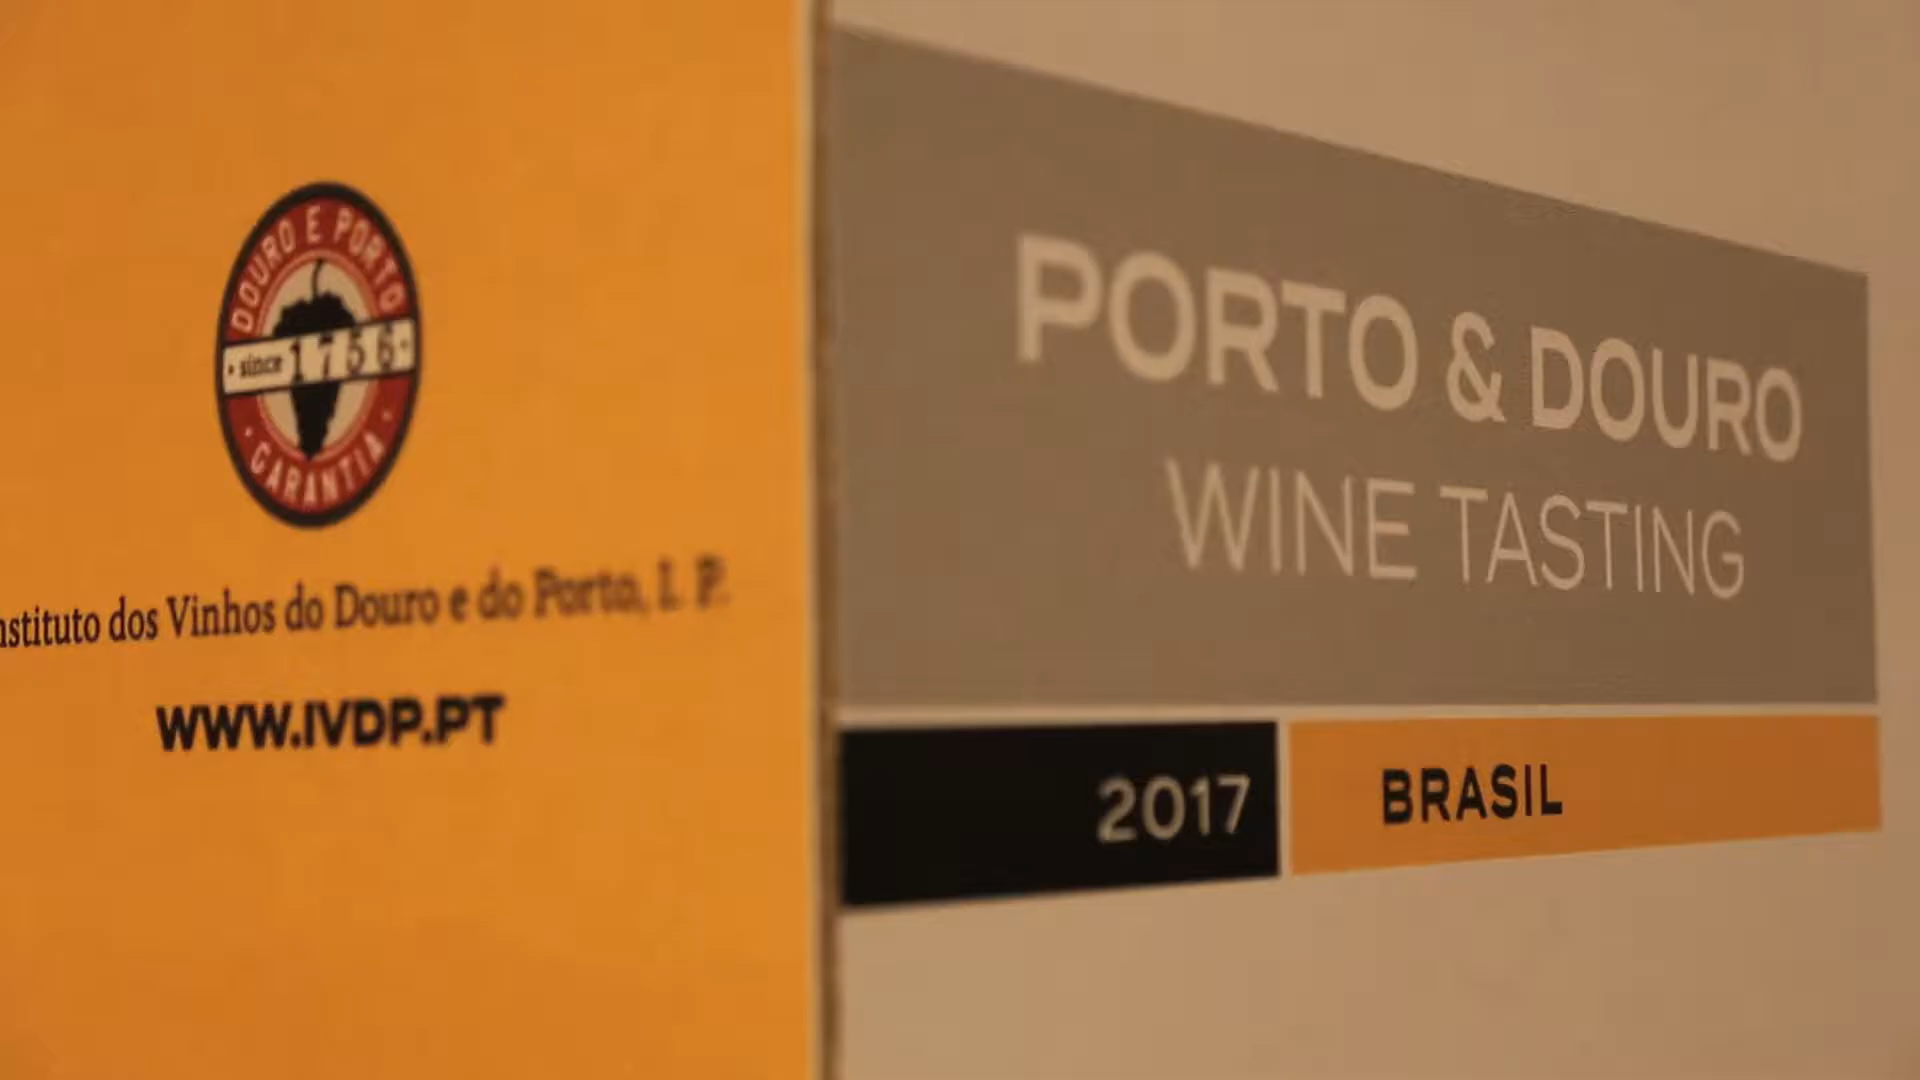 DOURO E PORTO
since 1756
GARANTIA
nstituto dos Vinhos do Douro e do Porto, I. P.
WWW.IVDP.PT
PORTO & DOURO
WINE TASTING
2017
BRASIL